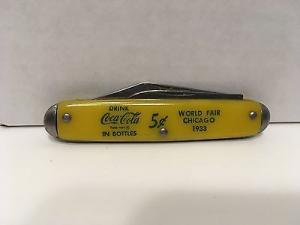 DRINK
Coca-Cola
IN BOTTLES
5¢
WORLD FAIR
CHICAGO
1933